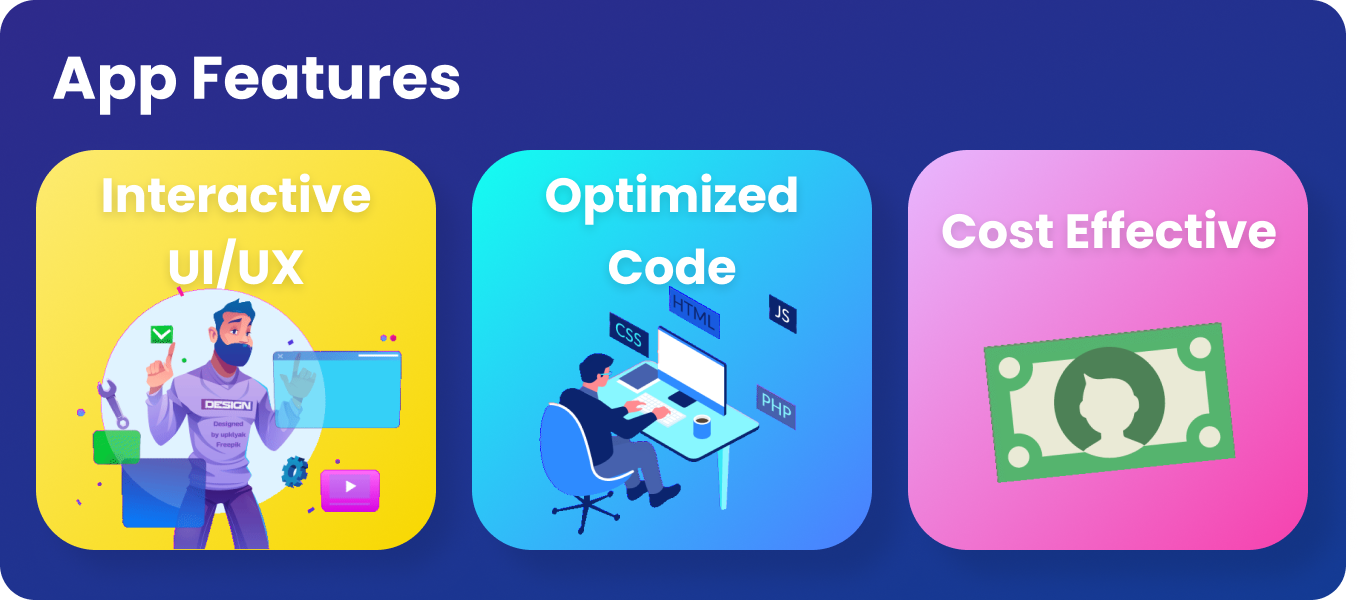 App Features
Interactive
UI/UX
DESIGN
Designed
by upklyak
Freepik
Optimized
Code
HTML
JS
CSS
PHP
Cost Effective